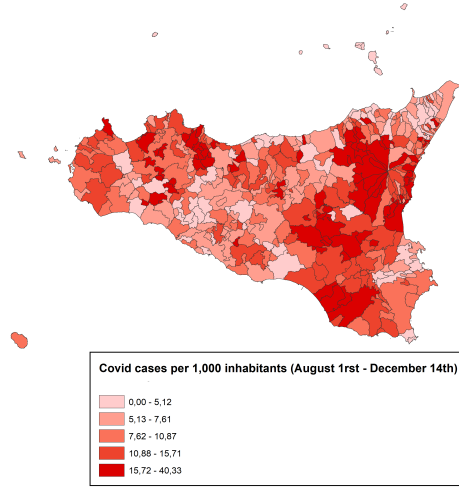 Covid cases per 1,000 inhabitants (August 1rst - December 14th)
0,00 - 5,12
5,13 - 7,61
7,62 - 10,87
10,88 - 15,71
15,72 - 40,33